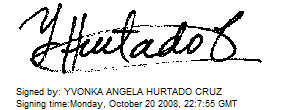 YHurtado C
Signed by: YVONKA ANGELA HURTADO CRUZ
Signing time:Monday, October 20 2008, 22:7:55 GMT